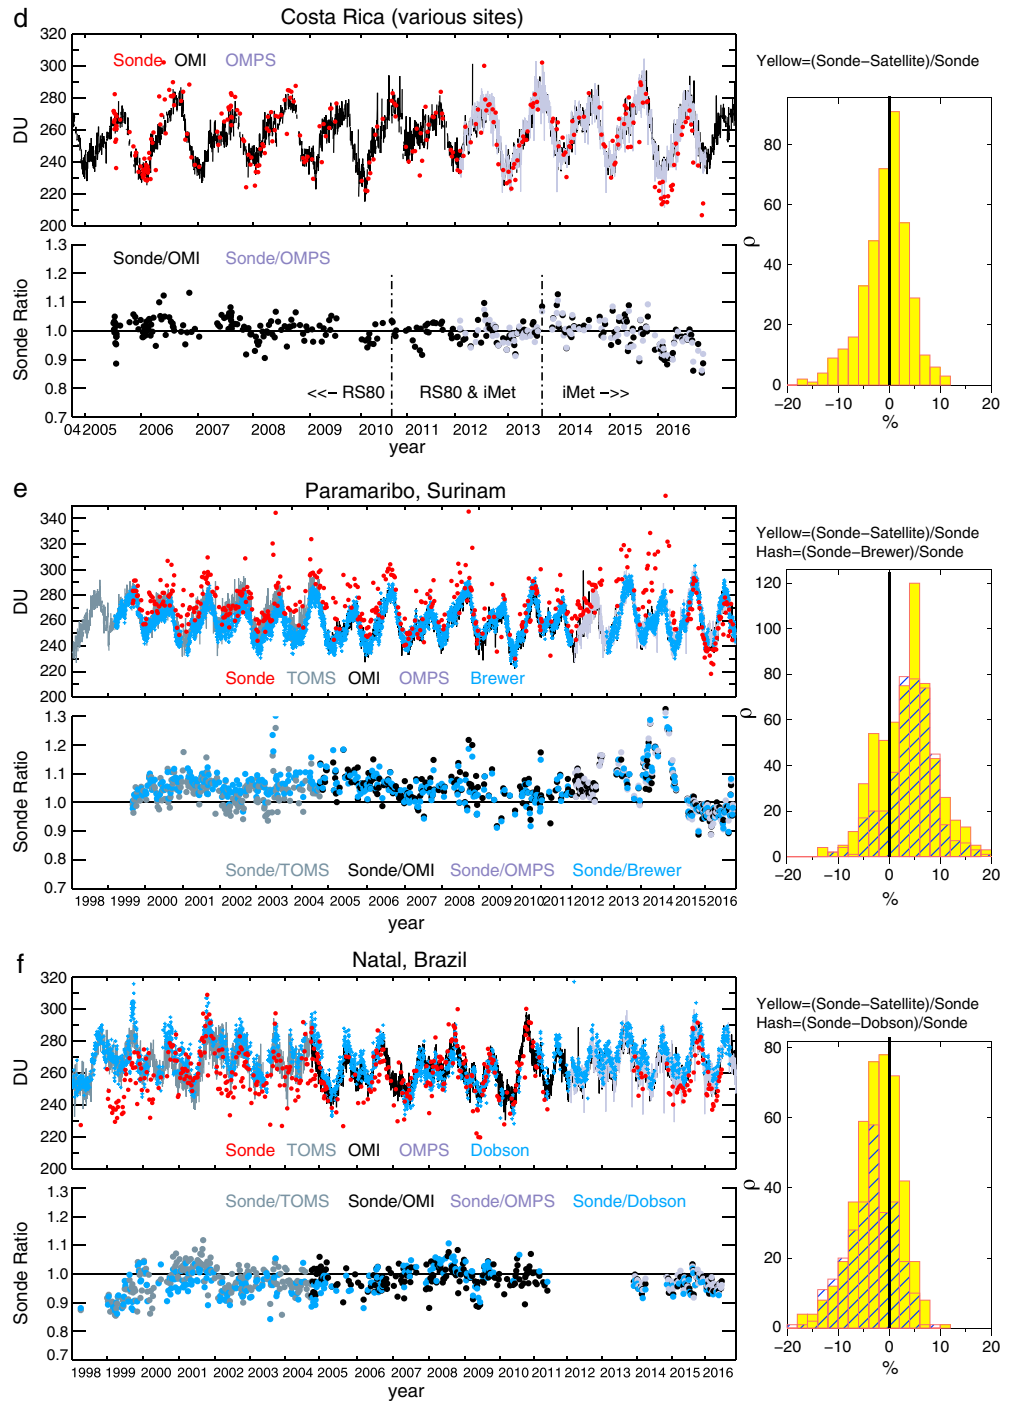 d
Costa Rica (various sites)
320
300
280
260
240
220
200
DU
Sonde OMI OMPS
1.3
1.2
1.1
1.0
0.9
0.8
0.7
Sonde Ratio
Sonde/OMI Sonde/OMPS
<<- RS80 RS80 & iMet iMet ->>
04 2005 2006 2007 2008 2009 2010 2011 2012 2013 2014 2015 2016
year
Yellow=(Sonde-Satellite)/Sonde
80
60
40
20
0
ρ
-20 -10 0 10 20
%
e
Paramaribo, Surinam
340
320
300
280
260
240
220
200
DU
Sonde TOMS OMI OMPS Brewer
1.3
1.2
1.1
1.0
0.9
0.8
0.7
Sonde Ratio
Sonde/TOMS Sonde/OMI Sonde/OMPS Sonde/Brewer
1998 1999 2000 2001 2002 2003 2004 2005 2006 2007 2008 2009 2010 2011 2012 2013 2014 2015 2016
year
Yellow=(Sonde-Satellite)/Sonde
Hash=(Sonde-Brewer)/Sonde
120
100
80
60
40
20
0
ρ
-20 -10 0 10 20
%
f
Natal, Brazil
320
300
280
260
240
220
200
DU
Sonde TOMS OMI OMPS Dobson
1.3
1.2
1.1
1.0
0.9
0.8
0.7
Sonde Ratio
Sonde/TOMS Sonde/OMI Sonde/OMPS Sonde/Dobson
1998 1999 2000 2001 2002 2003 2004 2005 2006 2007 2008 2009 2010 2011 2012 2013 2014 2015 2016
year
Yellow=(Sonde-Satellite)/Sonde
Hash=(Sonde-Dobson)/Sonde
80
60
40
20
0
ρ
-20 -10 0 10 20
%